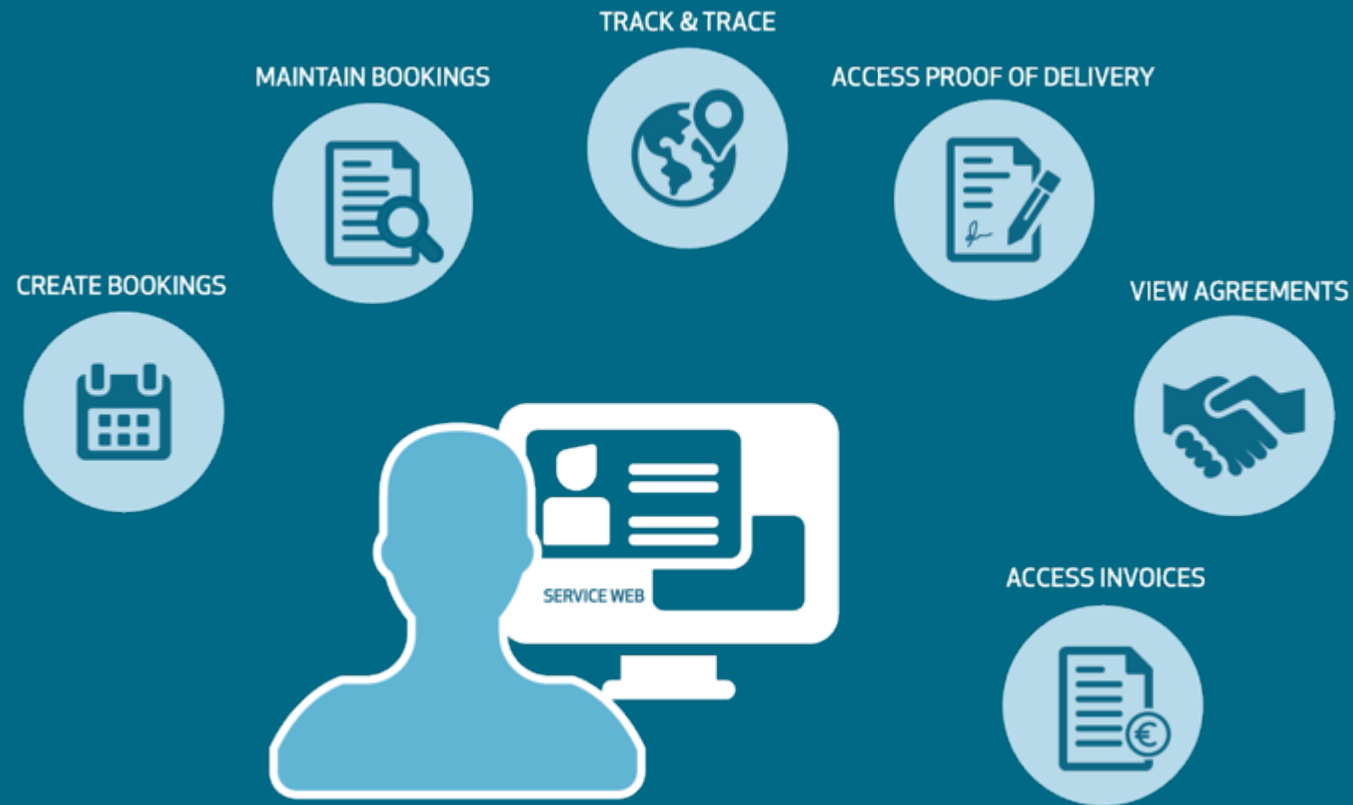 TRACK & TRACE
MAINTAIN BOOKINGS
ACCESS PROOF OF DELIVERY
CREATE BOOKINGS
VIEW AGREEMENTS
ACCESS INVOICES
SERVICE WEB
€